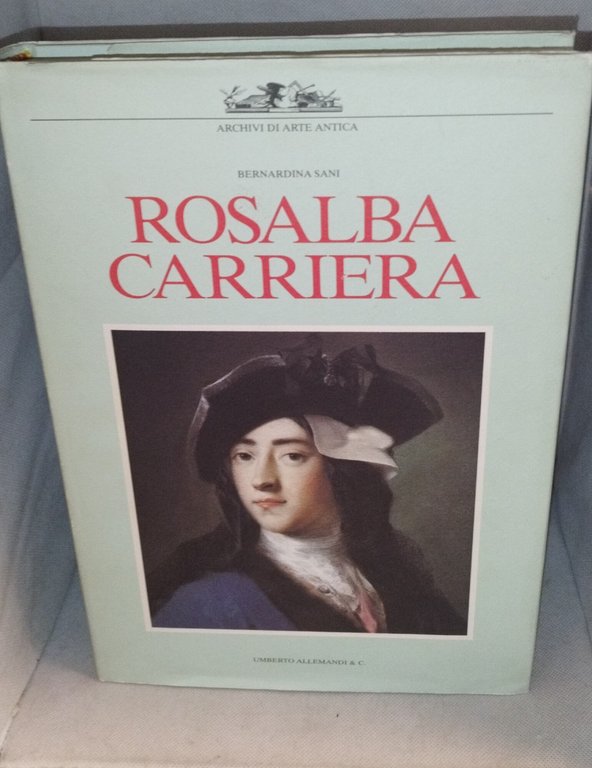 ARCHIVI DI ARTE ANTICA
BERNARDINA SANI
ROSALBA
CARRIERA
UMBERTO ALLEMANDI & C.